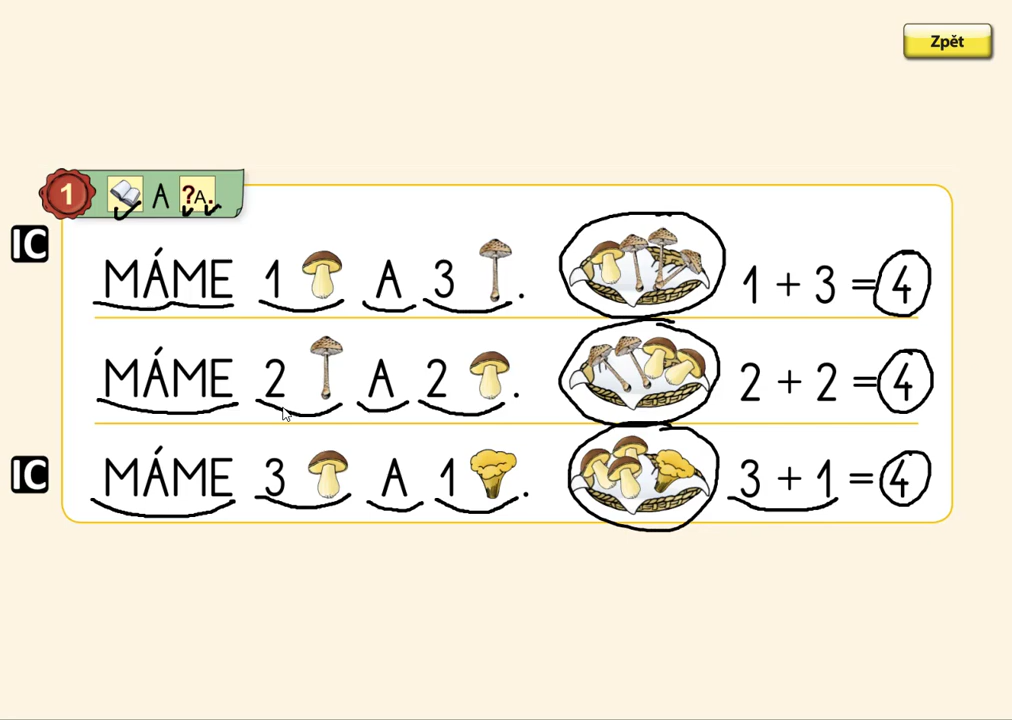 Zpět
1 A ?A.
IC
MÁME 1 A 3 . 1 + 3 = 4
MÁME 2 A 2 . 2 + 2 = 4
IC
MÁME 3 A 1 . 3 + 1 = 4